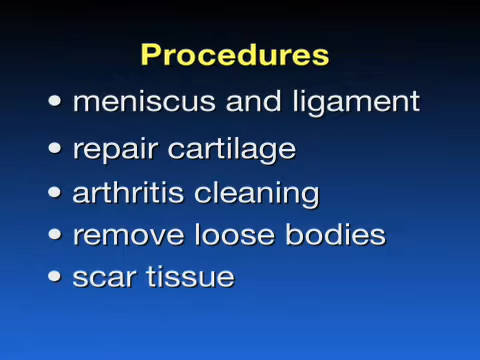 Procedures
• meniscus and ligament
• repair cartilage
• arthritis cleaning
• remove loose bodies
• scar tissue